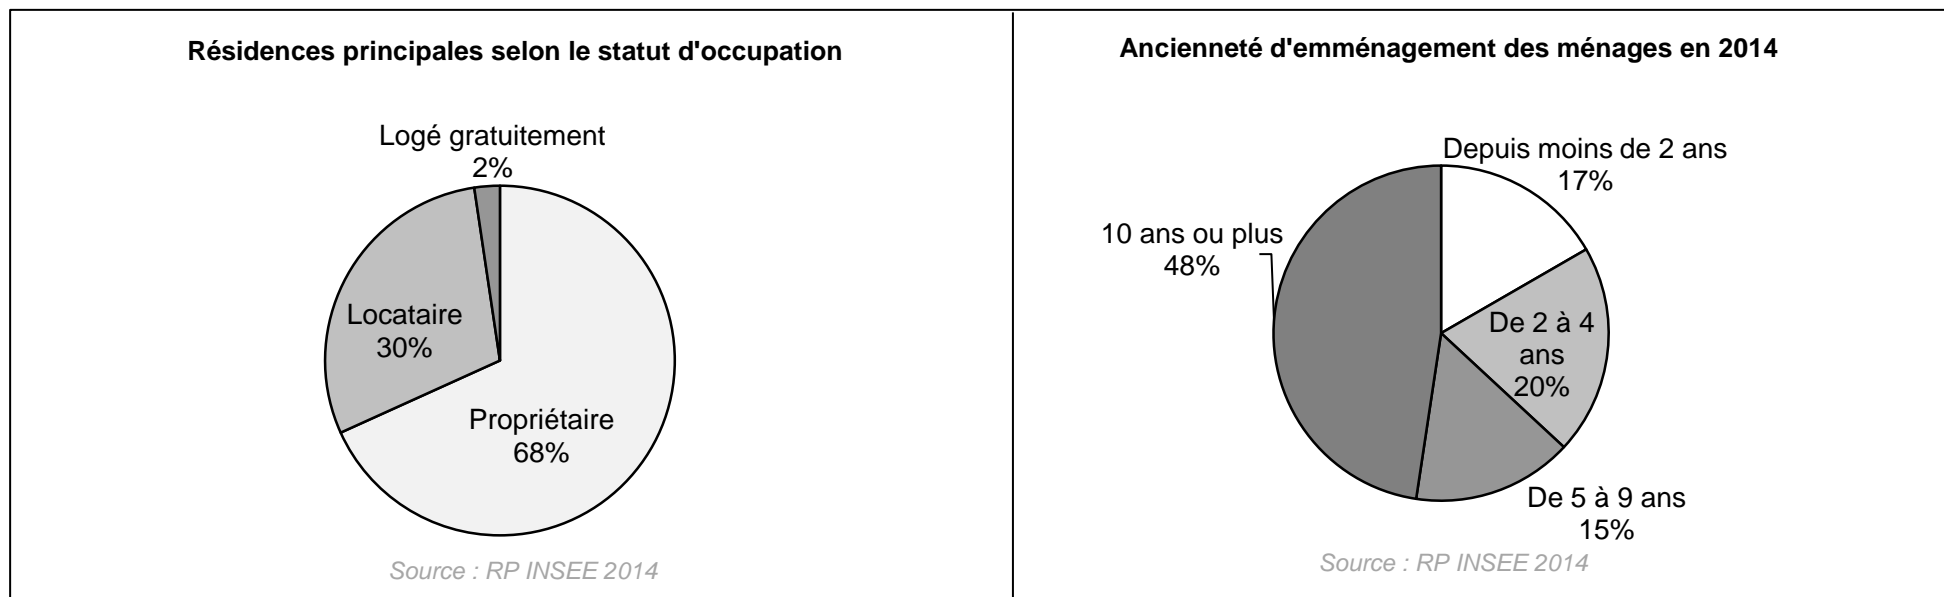 Résidences principales selon le statut d'occupation
Logé gratuitement
2%
Locataire
30%
Propriétaire
68%
Source : RP INSEE 2014
Ancienneté d'emménagement des ménages en 2014
Depuis moins de 2 ans
17%
10 ans ou plus
48%
De 2 à 4
ans
20%
De 5 à 9 ans
15%
Source : RP INSEE 2014